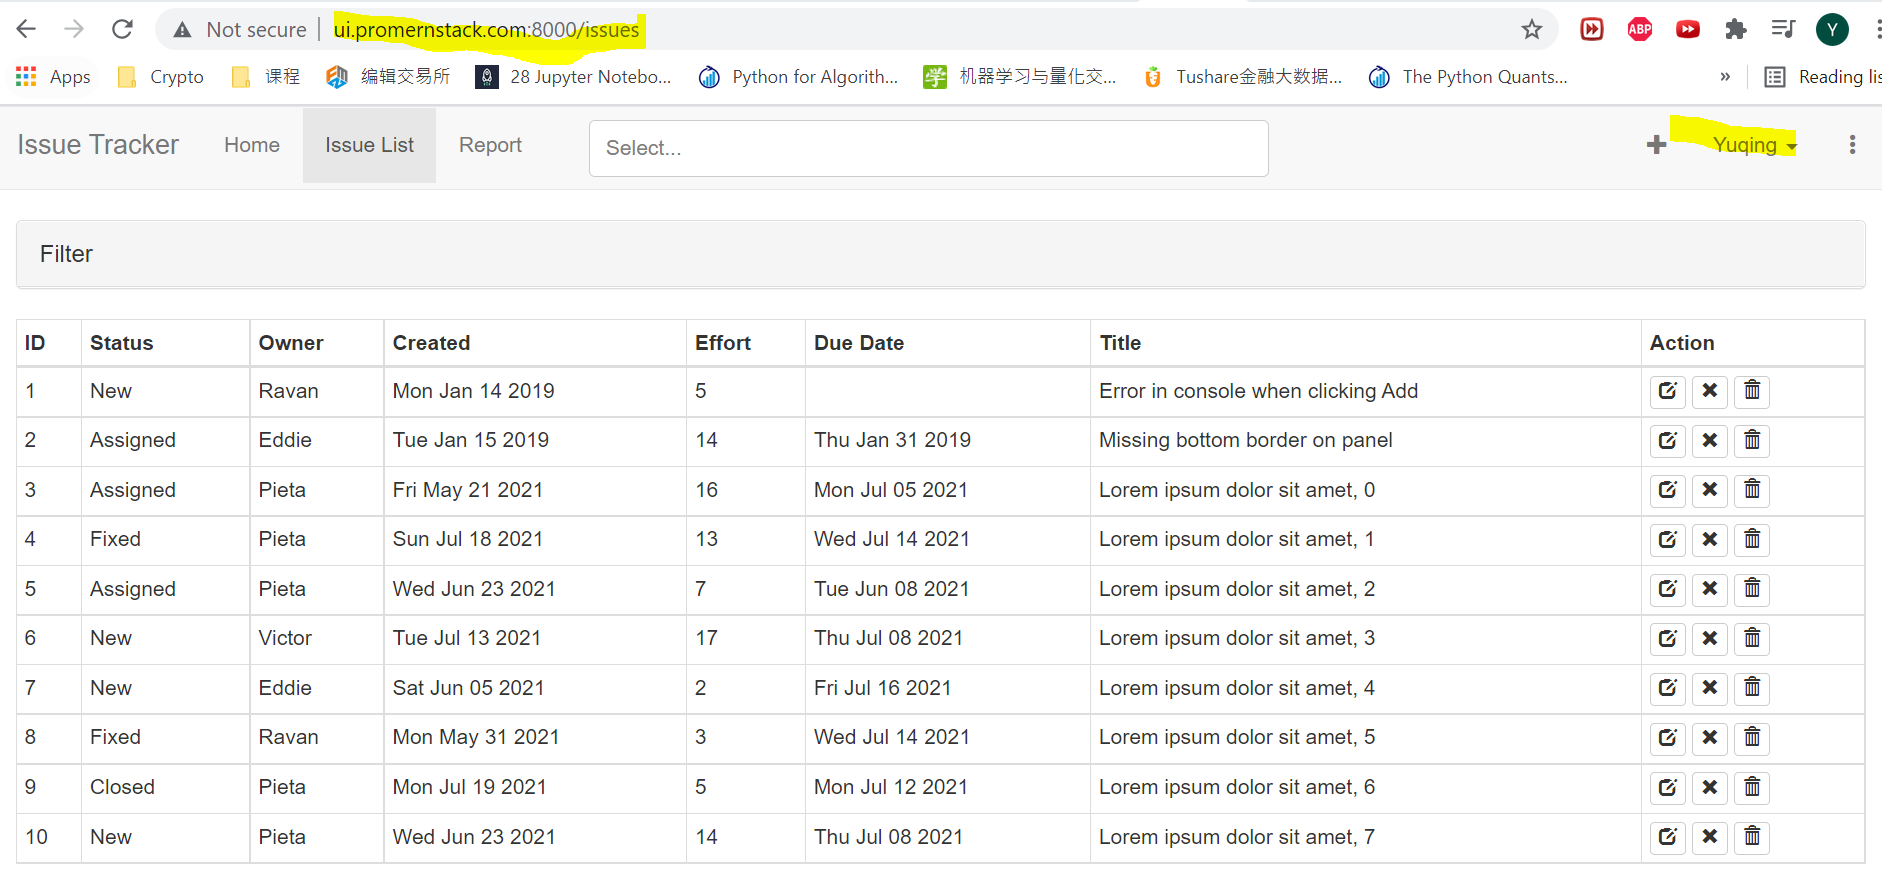 Not secure | ui.promernstack.com:8000/issues ABP Y
Apps Crypto 课程 编辑交易所 28 Jupyter Notebo... Python for Algorith... 学 机器学习与量化交... Tushare金融大数据... The Python Quants... » Reading lis
Issue Tracker Home Issue List Report Select... Yuqing
Filter
ID Status Owner Created Effort Due Date Title Action
1 New Ravan Mon Jan 14 2019 5 Error in console when clicking Add
2 Assigned Eddie Tue Jan 15 2019 14 Thu Jan 31 2019 Missing bottom border on panel
3 Assigned Pieta Fri May 21 2021 16 Mon Jul 05 2021 Lorem ipsum dolor sit amet, 0
4 Fixed Pieta Sun Jul 18 2021 13 Wed Jul 14 2021 Lorem ipsum dolor sit amet, 1
5 Assigned Pieta Wed Jun 23 2021 7 Tue Jun 08 2021 Lorem ipsum dolor sit amet, 2
6 New Victor Tue Jul 13 2021 17 Thu Jul 08 2021 Lorem ipsum dolor sit amet, 3
7 New Eddie Sat Jun 05 2021 2 Fri Jul 16 2021 Lorem ipsum dolor sit amet, 4
8 Fixed Ravan Mon May 31 2021 3 Wed Jul 14 2021 Lorem ipsum dolor sit amet, 5
9 Closed Pieta Mon Jul 19 2021 5 Mon Jul 12 2021 Lorem ipsum dolor sit amet, 6
10 New Pieta Wed Jun 23 2021 14 Thu Jul 08 2021 Lorem ipsum dolor sit amet, 7